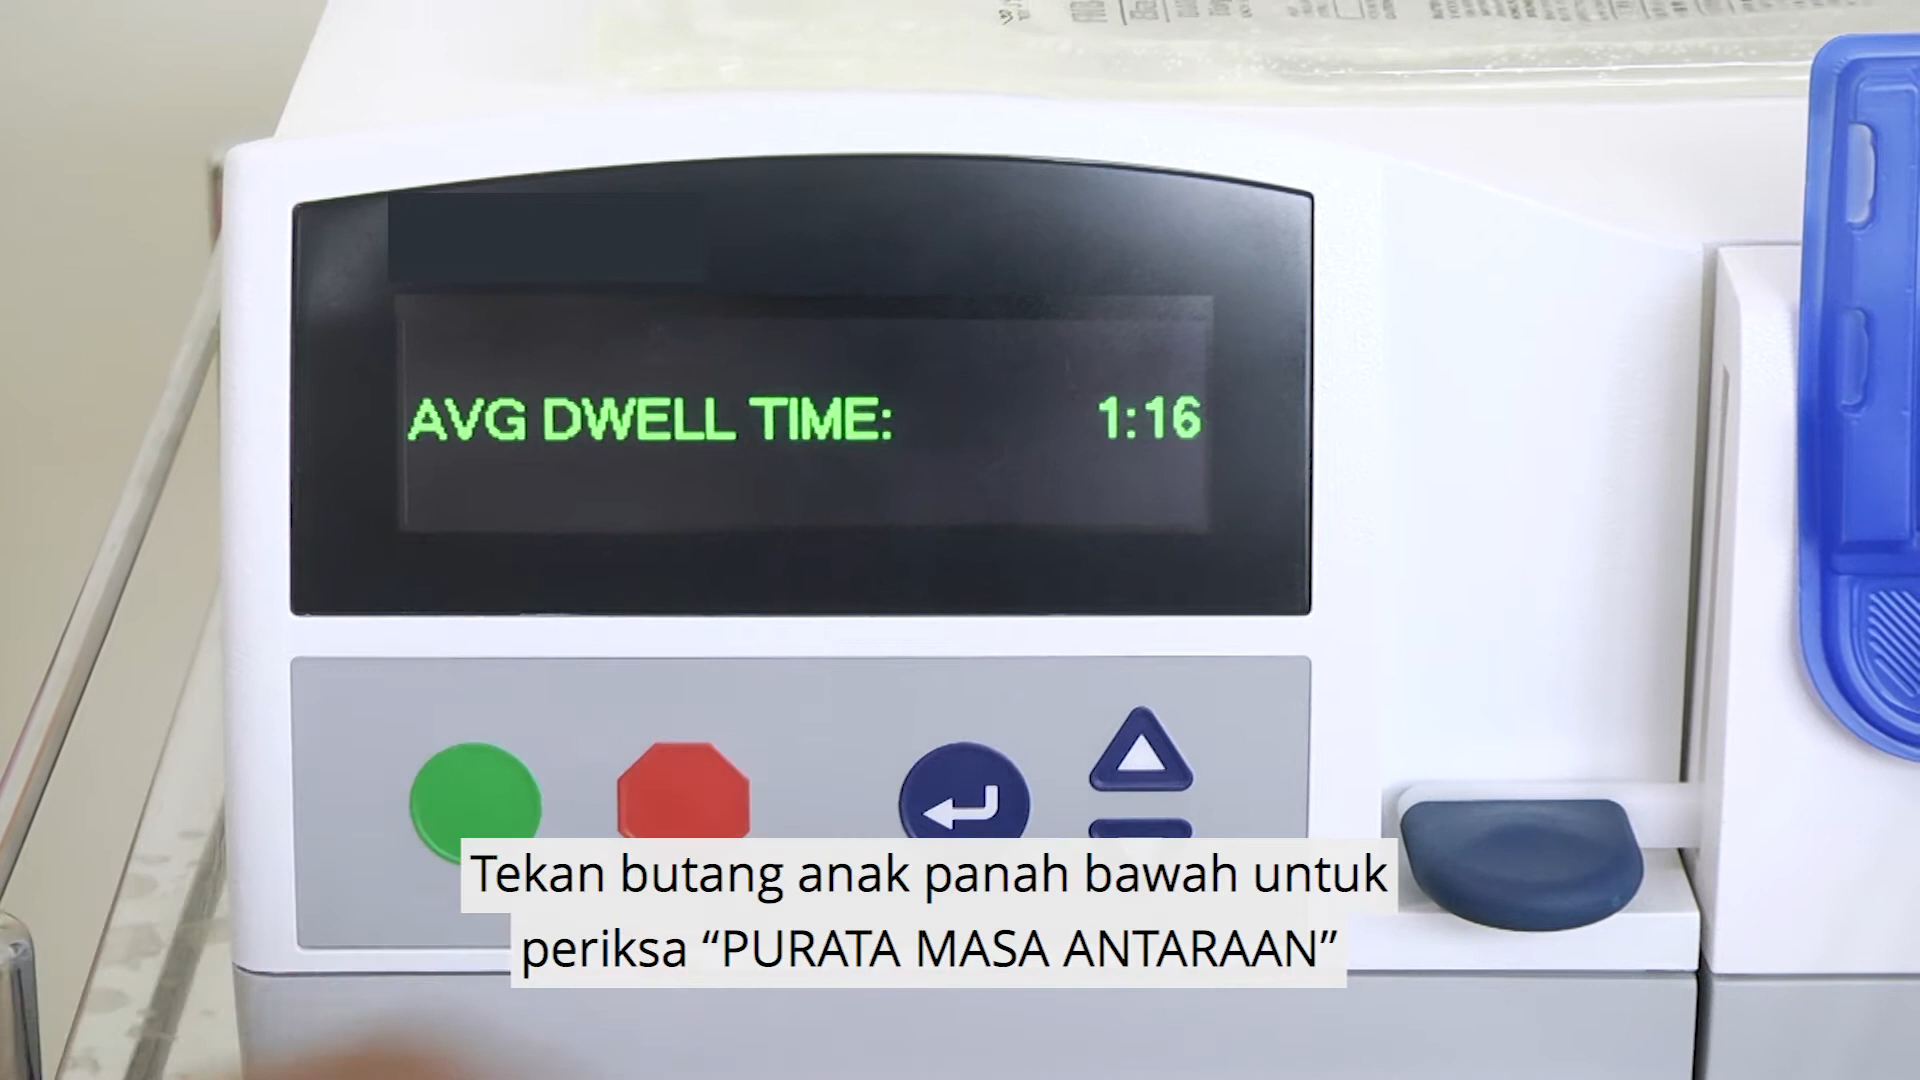 AVG DWELL TIME: 1:16
Tekan butang anak panah bawah untuk
periksa “PURATA MASA ANTARAAN”